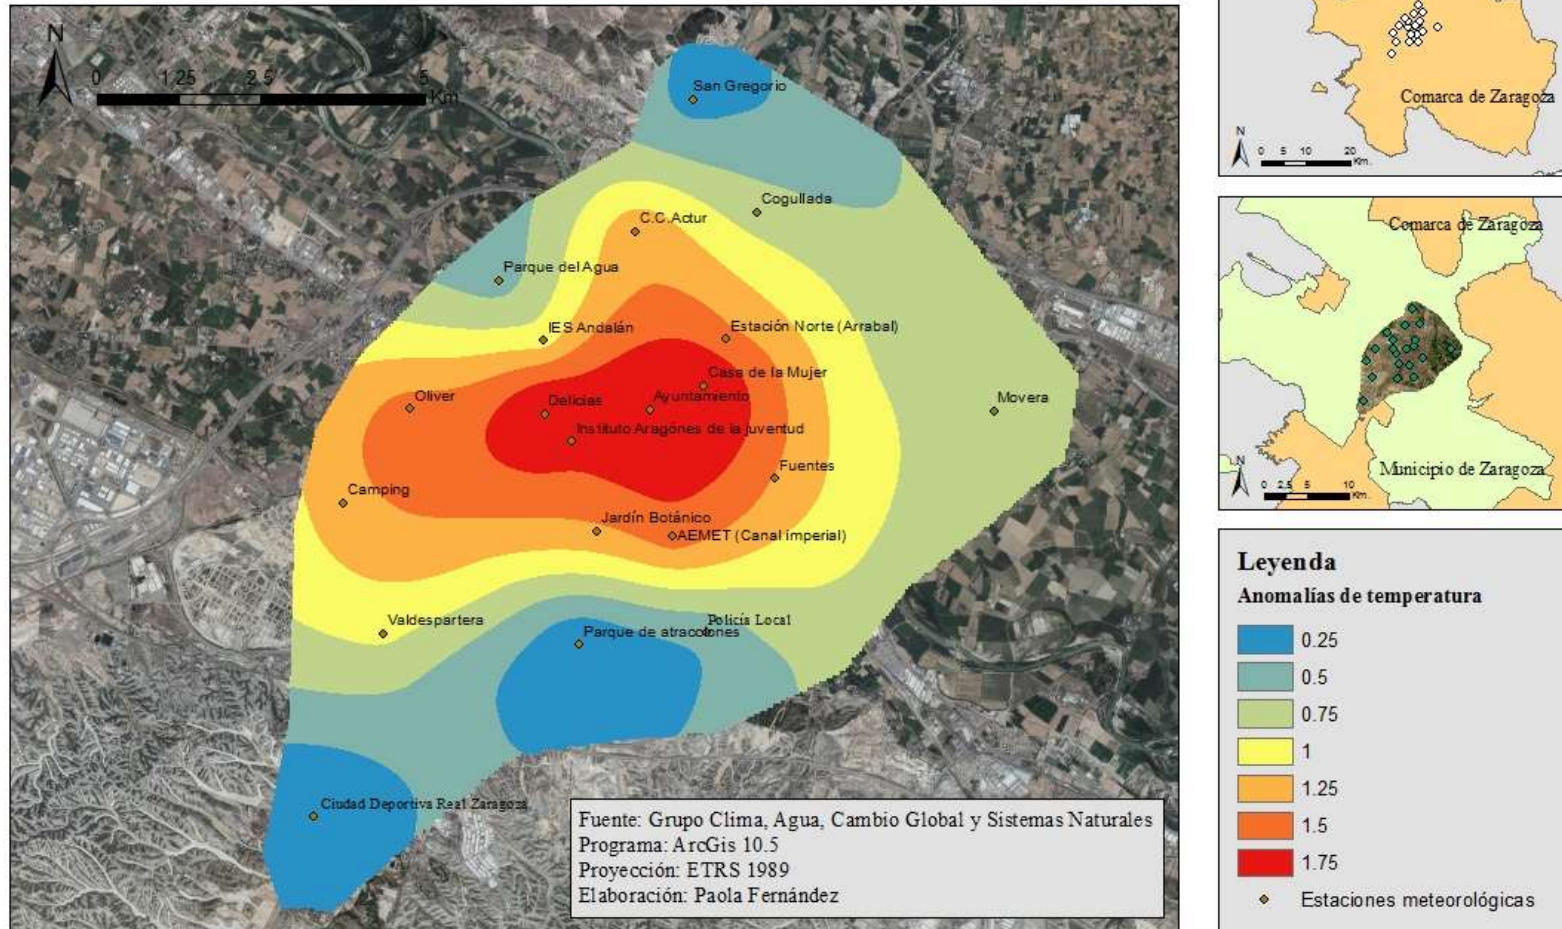 N
0 1.25 2.5 5
Km
San Gregorio
Cogullada
C.C.Actur
Parque del Agua
IES Andalán
Estación Norte (Arrabal)
Casa de la Mujer
Oliver
Delicias
Ayuntamiento
Movera
Instituto Aragónes de la juventud
Fuentes
Camping
Jardín Botánico
AEMET (Canal imperial)
Valdespartera
Policía Local
Parque de atracciones
Ciudad Deportiva Real Zaragoza
Fuente: Grupo Clima, Agua, Cambio Global y Sistemas Naturales
Programa: ArcGis 10.5
Proyección: ETRS 1989
Elaboración: Paola Fernández
Comarca de Zaragoza
N
0 5 10 20
Km.
Comarca de Zaragoza
Municipio de Zaragoza
N
0 2.5 5 10
Km.
Leyenda
Anomalías de temperatura
0.25
0.5
0.75
1
1.25
1.5
1.75
Estaciones meteorológicas